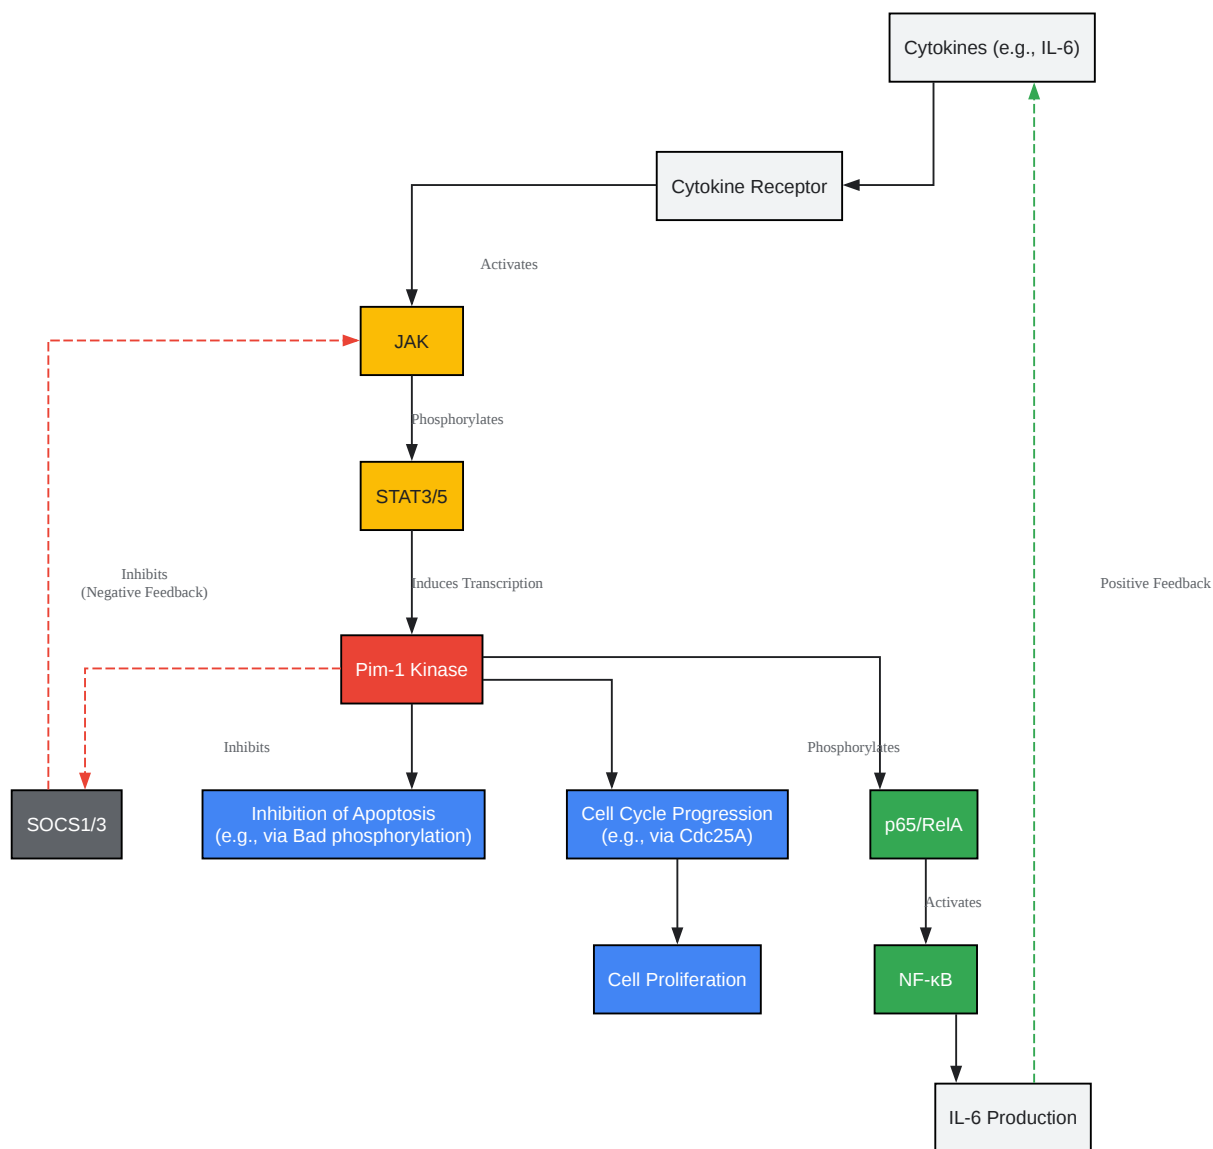 Cytokines (e.g., IL-6)
Cytokine Receptor
Activates
JAK
Phosphorylates
STAT3/5
Inhibits
(Negative Feedback)
Induces Transcription
Positive Feedback
Pim-1 Kinase
Inhibits
Phosphorylates
SOCS1/3
Inhibition of Apoptosis
(e.g., via Bad phosphorylation)
Cell Cycle Progression
(e.g., via Cdc25A)
p65/RelA
Activates
Cell Proliferation
NF-κB
IL-6 Production